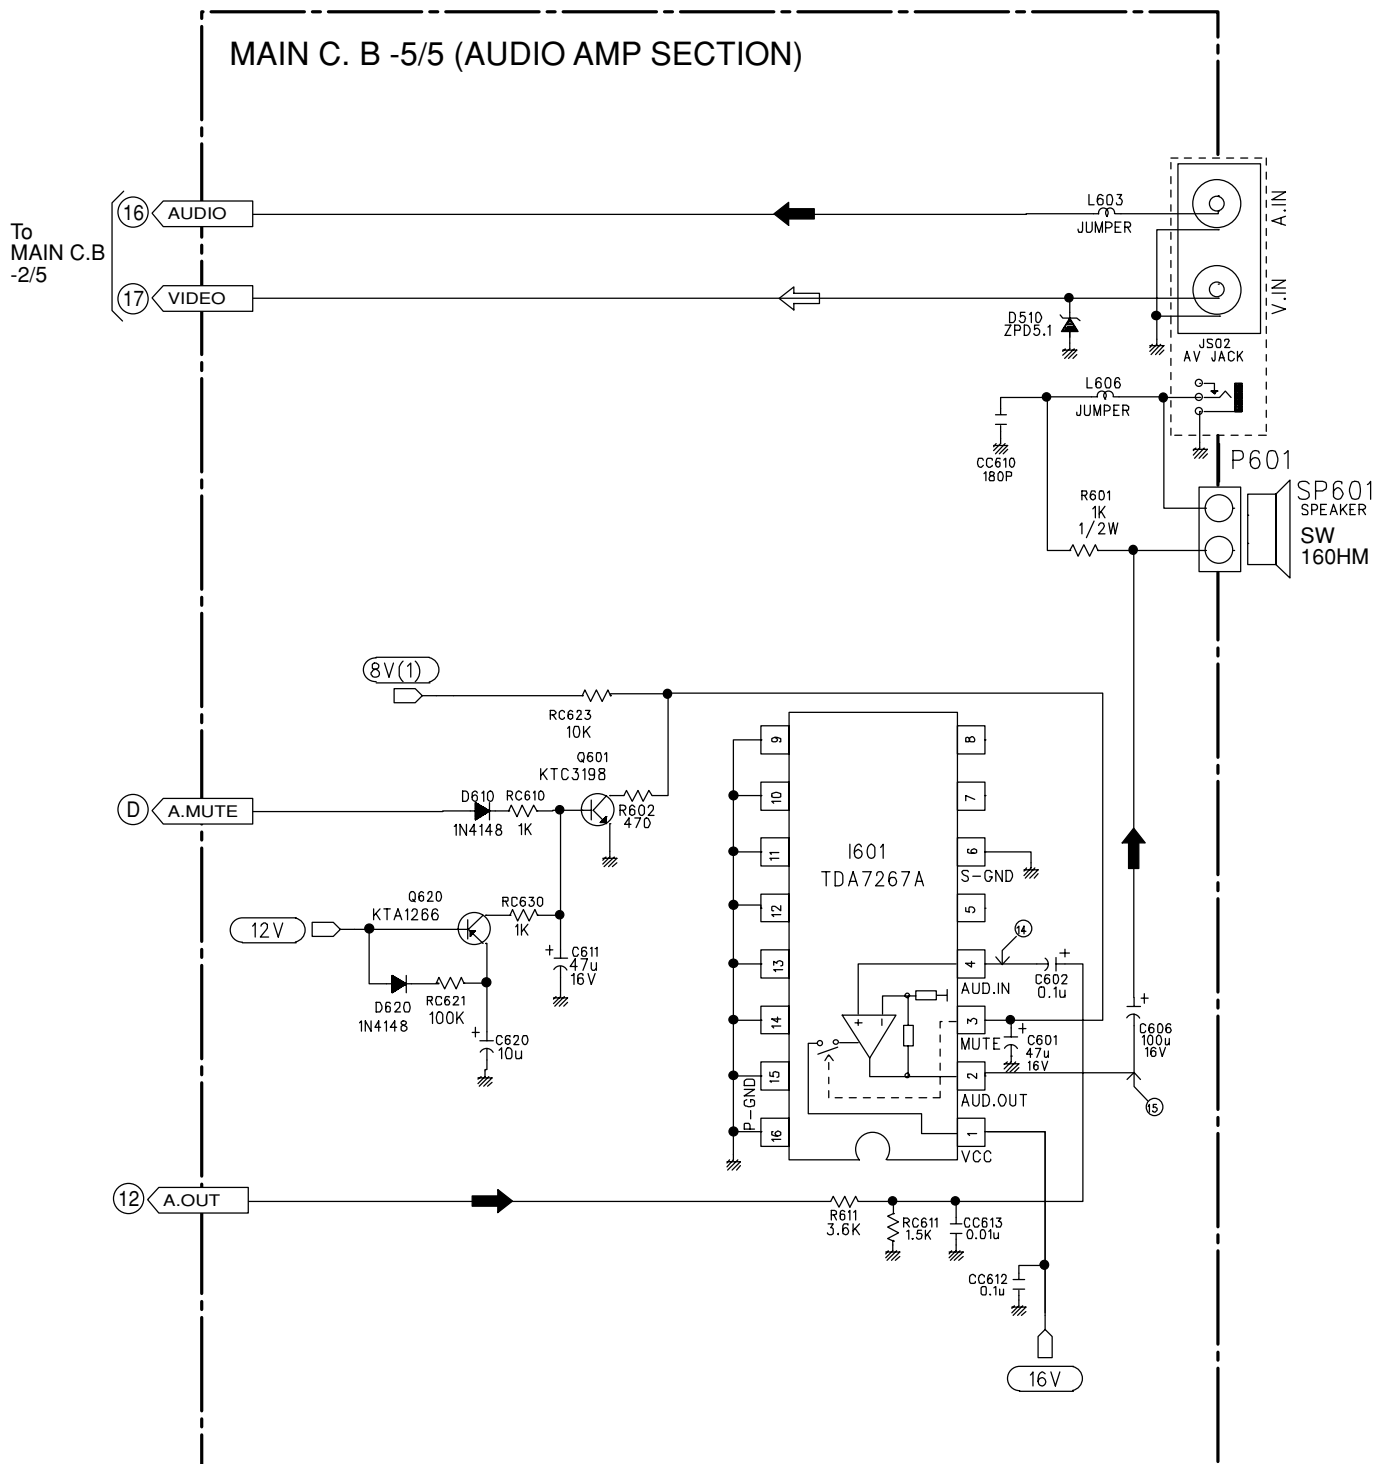 MAIN C. B -5/5 (AUDIO AMP SECTION)
To
MAIN C.B
-2/5
16
AUDIO
17
VIDEO
L603
JUMPER
A.IN
V.IN
D510
ZPD5.1
JS02
AV JACK
L606
JUMPER
CC610
180P
R601
1K
1/2W
P601
SP601
SPEAKER
SW
160HM
8V(1)
RC623
10K
Q601
KTC3198
D
A.MUTE
D610
1N4148
RC610
1K
R602
470
Q620
KTA1266
RC630
1K
12V
C611
+
47u
16V
D620
1N4148
RC621
100K
+
C620
10u
I601
TDA7267A
9
10
11
12
13
14
15
16
P-GND
8
7
6
S-GND
5
4
AUD.IN
3
MUTE
2
AUD.OUT
1
VCC
+
-
14
+
C602
0.1u
+
C601
47u
16V
+
C606
100u
16V
15
12
A.OUT
R611
3.6K
RC611
1.5K
CC613
0.01u
CC612
0.1u
16V